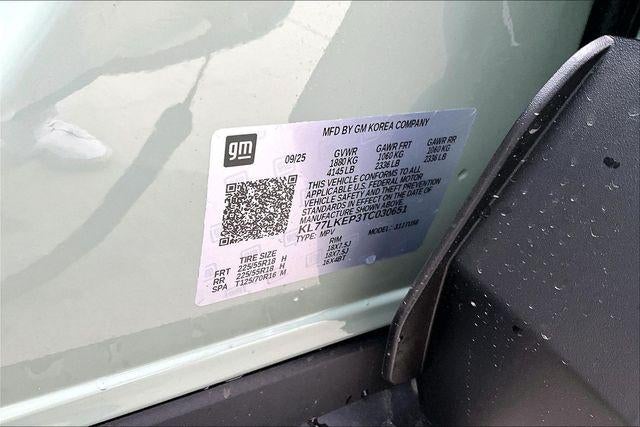 MFD BY GM KOREA COMPANY
gm
09/25
GVWR GAWR FRT GAWR RR
1880 KG 1060 KG 1060 KG
4145 LB 2336 LB 2336 LB
THIS VEHICLE CONFORMS TO ALL
APPLICABLE U.S. FEDERAL MOTOR
VEHICLE SAFETY AND THEFT PREVENTION
STANDARDS IN EFFECT ON DATE OF
MANUFACTURE SHOWN ABOVE.
KL77LKEP3TC030651
TYPE: MPV MODEL: 1TU58
TIRE SIZE RIM
FRT 225/55R18 H 18X7.5J
RR 225/55R18 H 18X7.5J
SPA T125/70R16 M 16X4BT